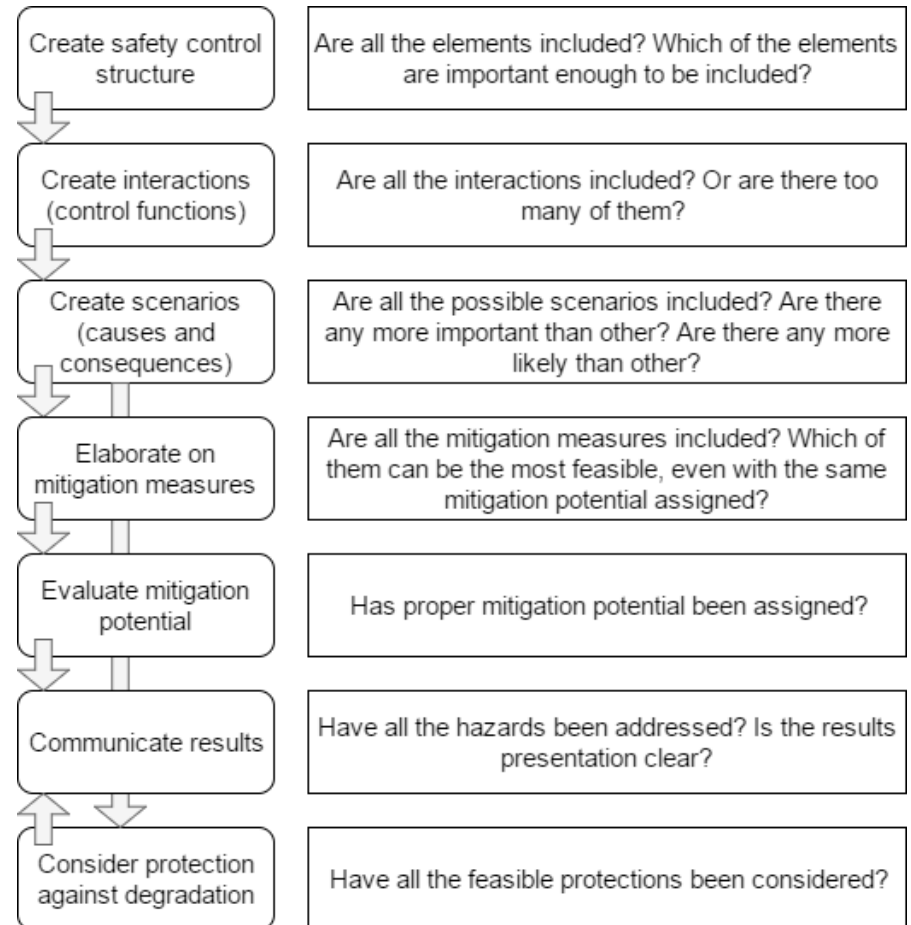 Create safety control
structure
Are all the elements included? Which of the elements
are important enough to be included?
Create interactions
(control functions)
Are all the interactions included? Or are there too
many of them?
Create scenarios
(causes and
consequences)
Are all the possible scenarios included? Are there
any more important than other? Are there any more
likely than other?
Elaborate on
mitigation measures
Are all the mitigation measures included? Which of
them can be the most feasible, even with the same
mitigation potential assigned?
Evaluate mitigation
potential
Has proper mitigation potential been assigned?
Communicate results
Have all the hazards been addressed? Is the results
presentation clear?
Consider protection
against degradation
Have all the feasible protections been considered?